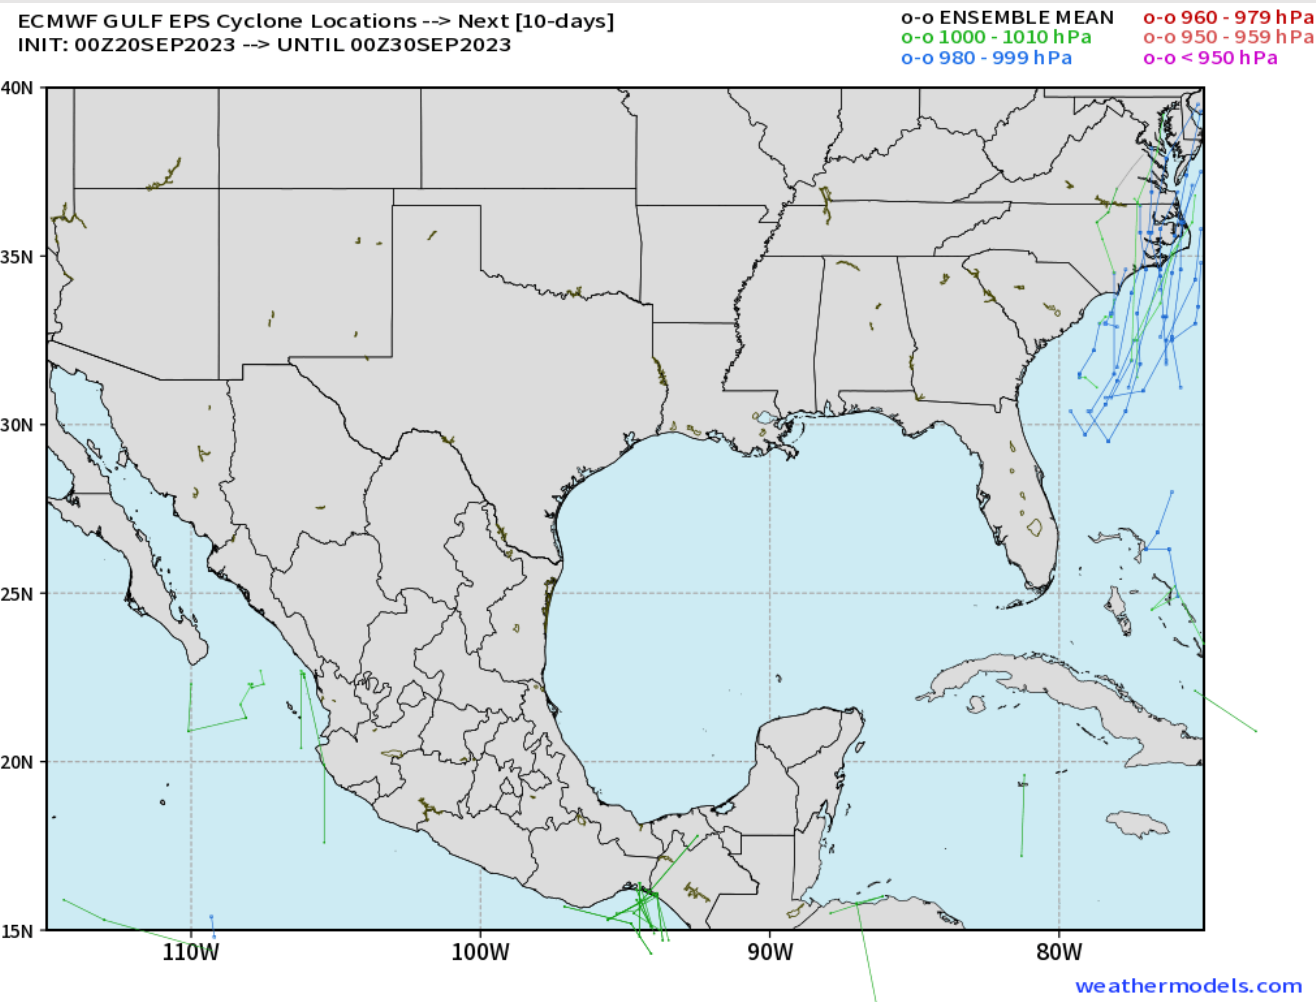 ECMWF GULF EPS Cyclone Locations --> Next [10-days]
INIT: 00Z20SEP2023 --> UNTIL 00Z30SEP2023
o-o ENSEMBLE MEAN
o-o 1000 - 1010 hPa
o-o 980 - 999 hPa
o-o 960 - 979 hPa
o-o 950 - 959 hPa
o-o < 950 hPa
40N
35N
30N
25N
20N
15N
110W
100W
90W
80W
weathermodels.com